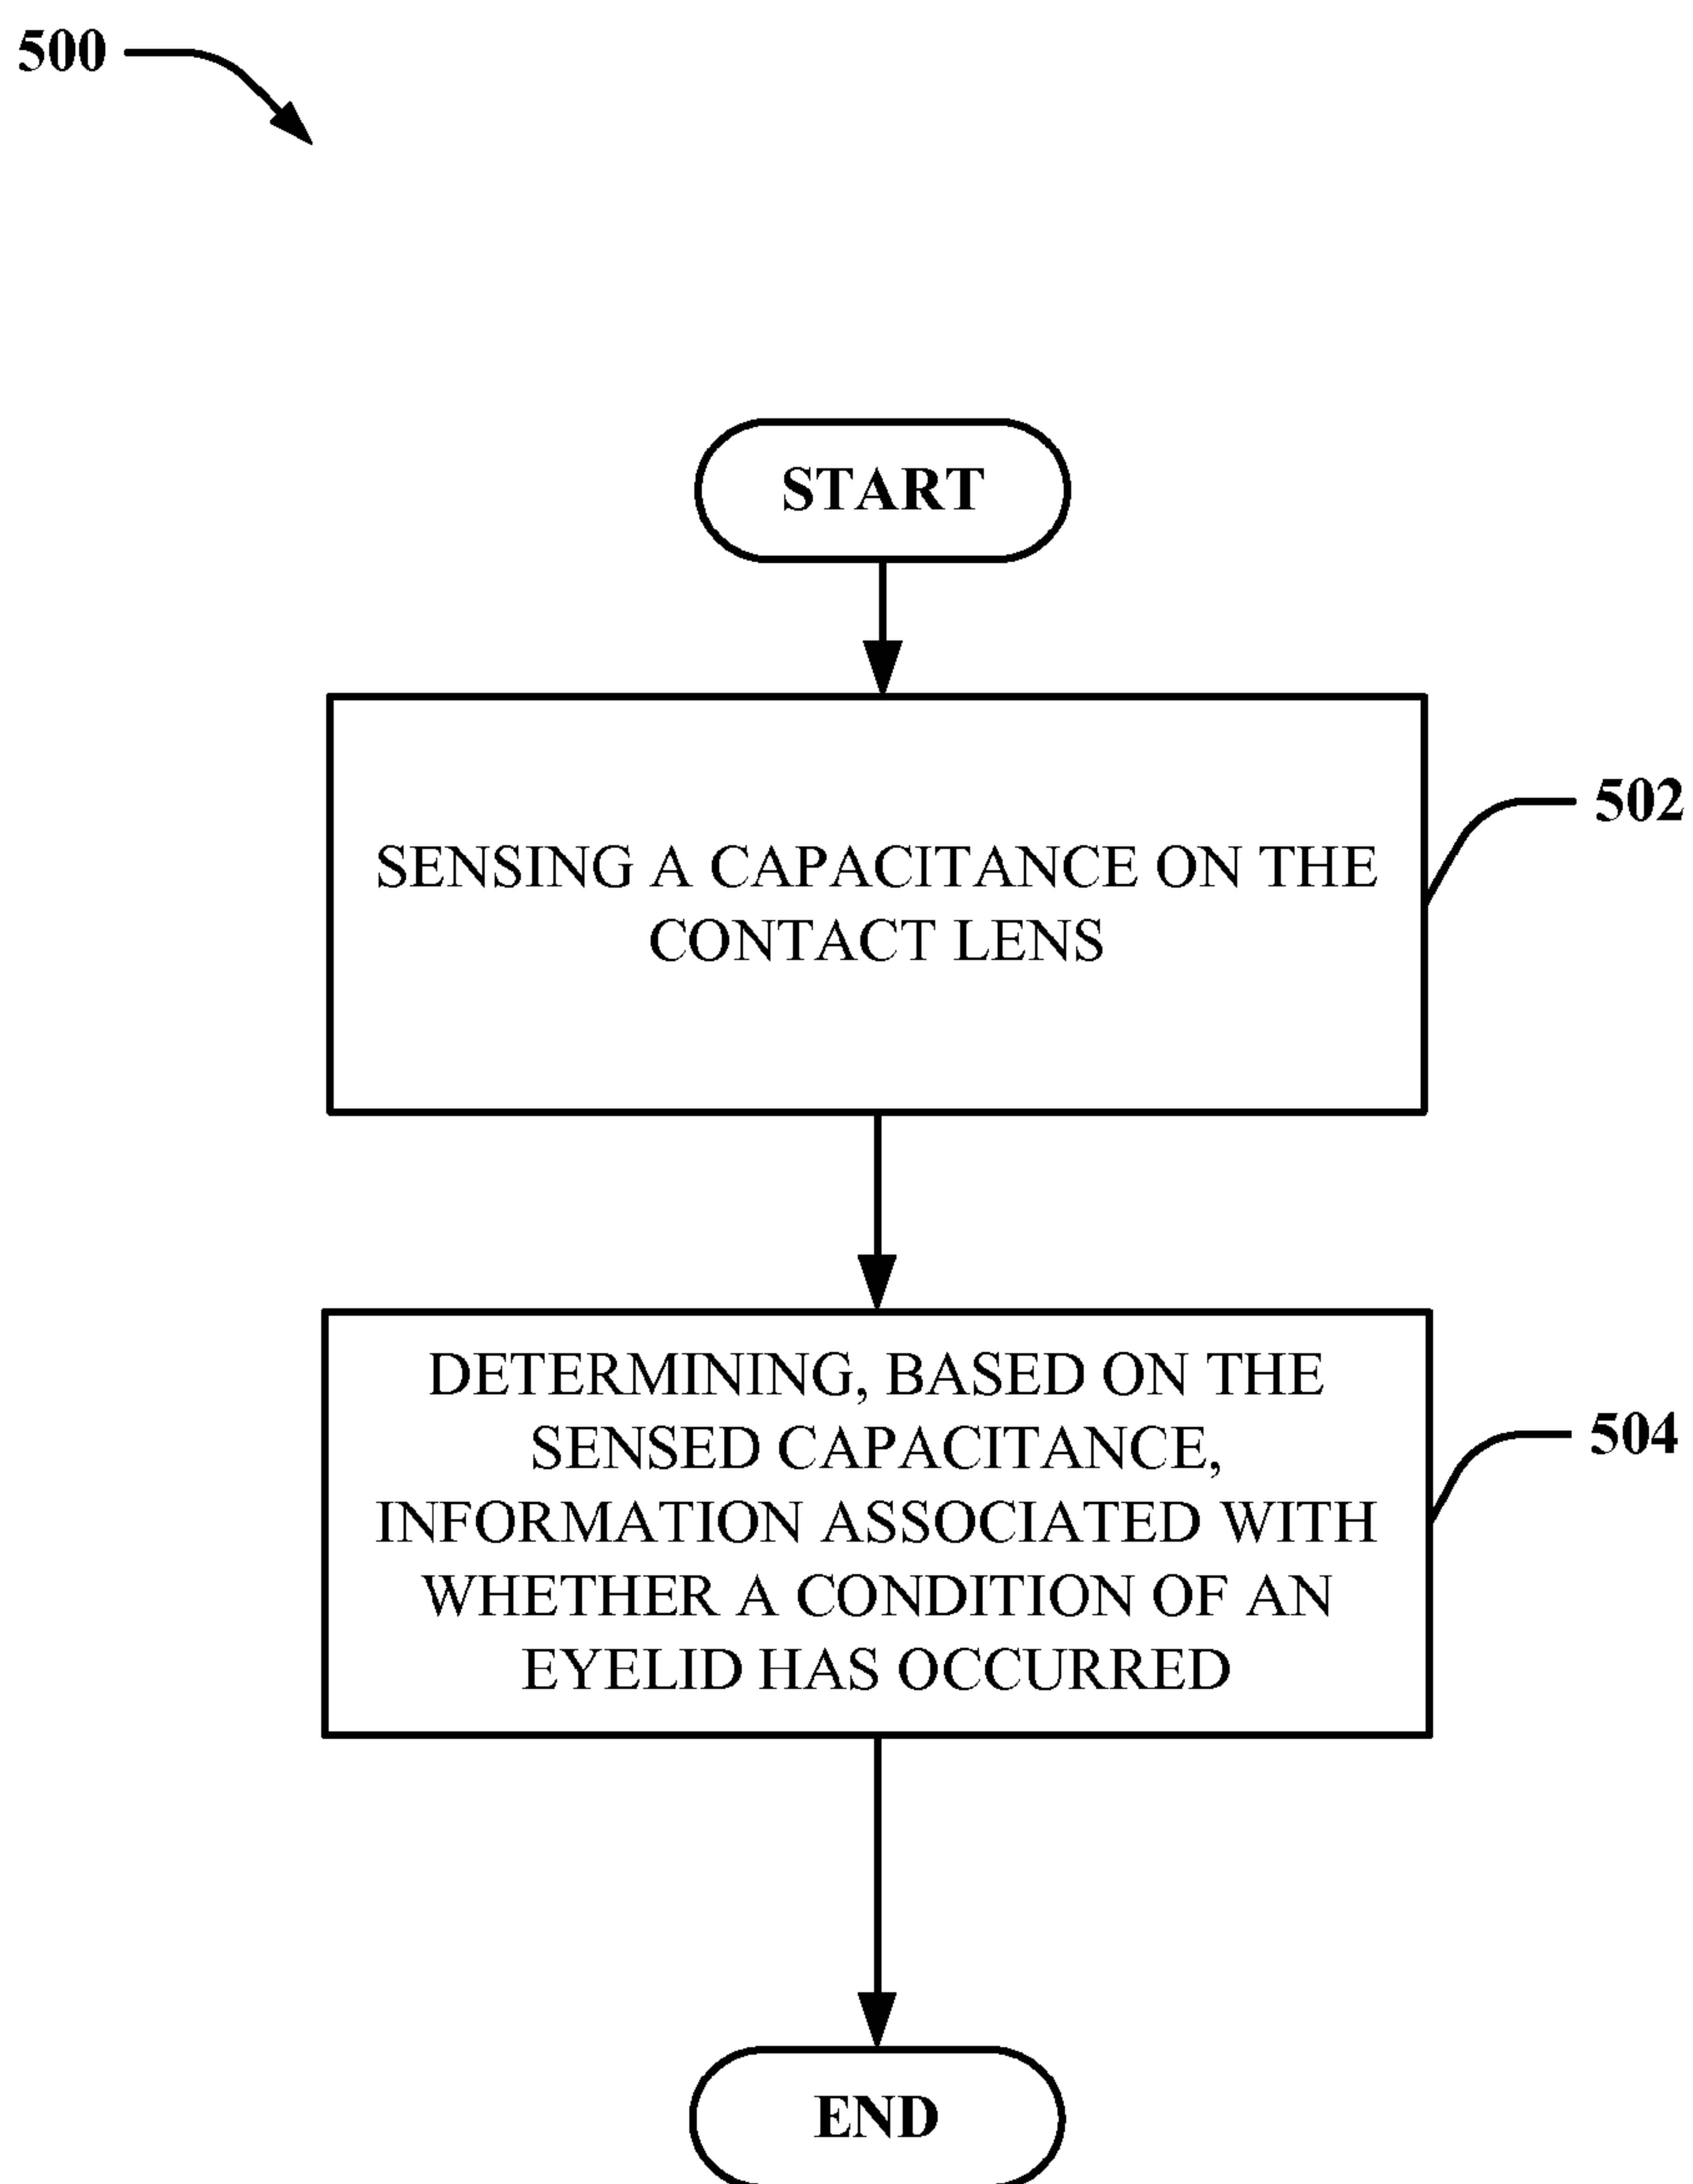 500
START
SENSING A CAPACITANCE ON THE
CONTACT LENS
502
DETERMINING, BASED ON THE
SENSED CAPACITANCE,
INFORMATION ASSOCIATED WITH
WHETHER A CONDITION OF AN
EYELID HAS OCCURRED
504
END